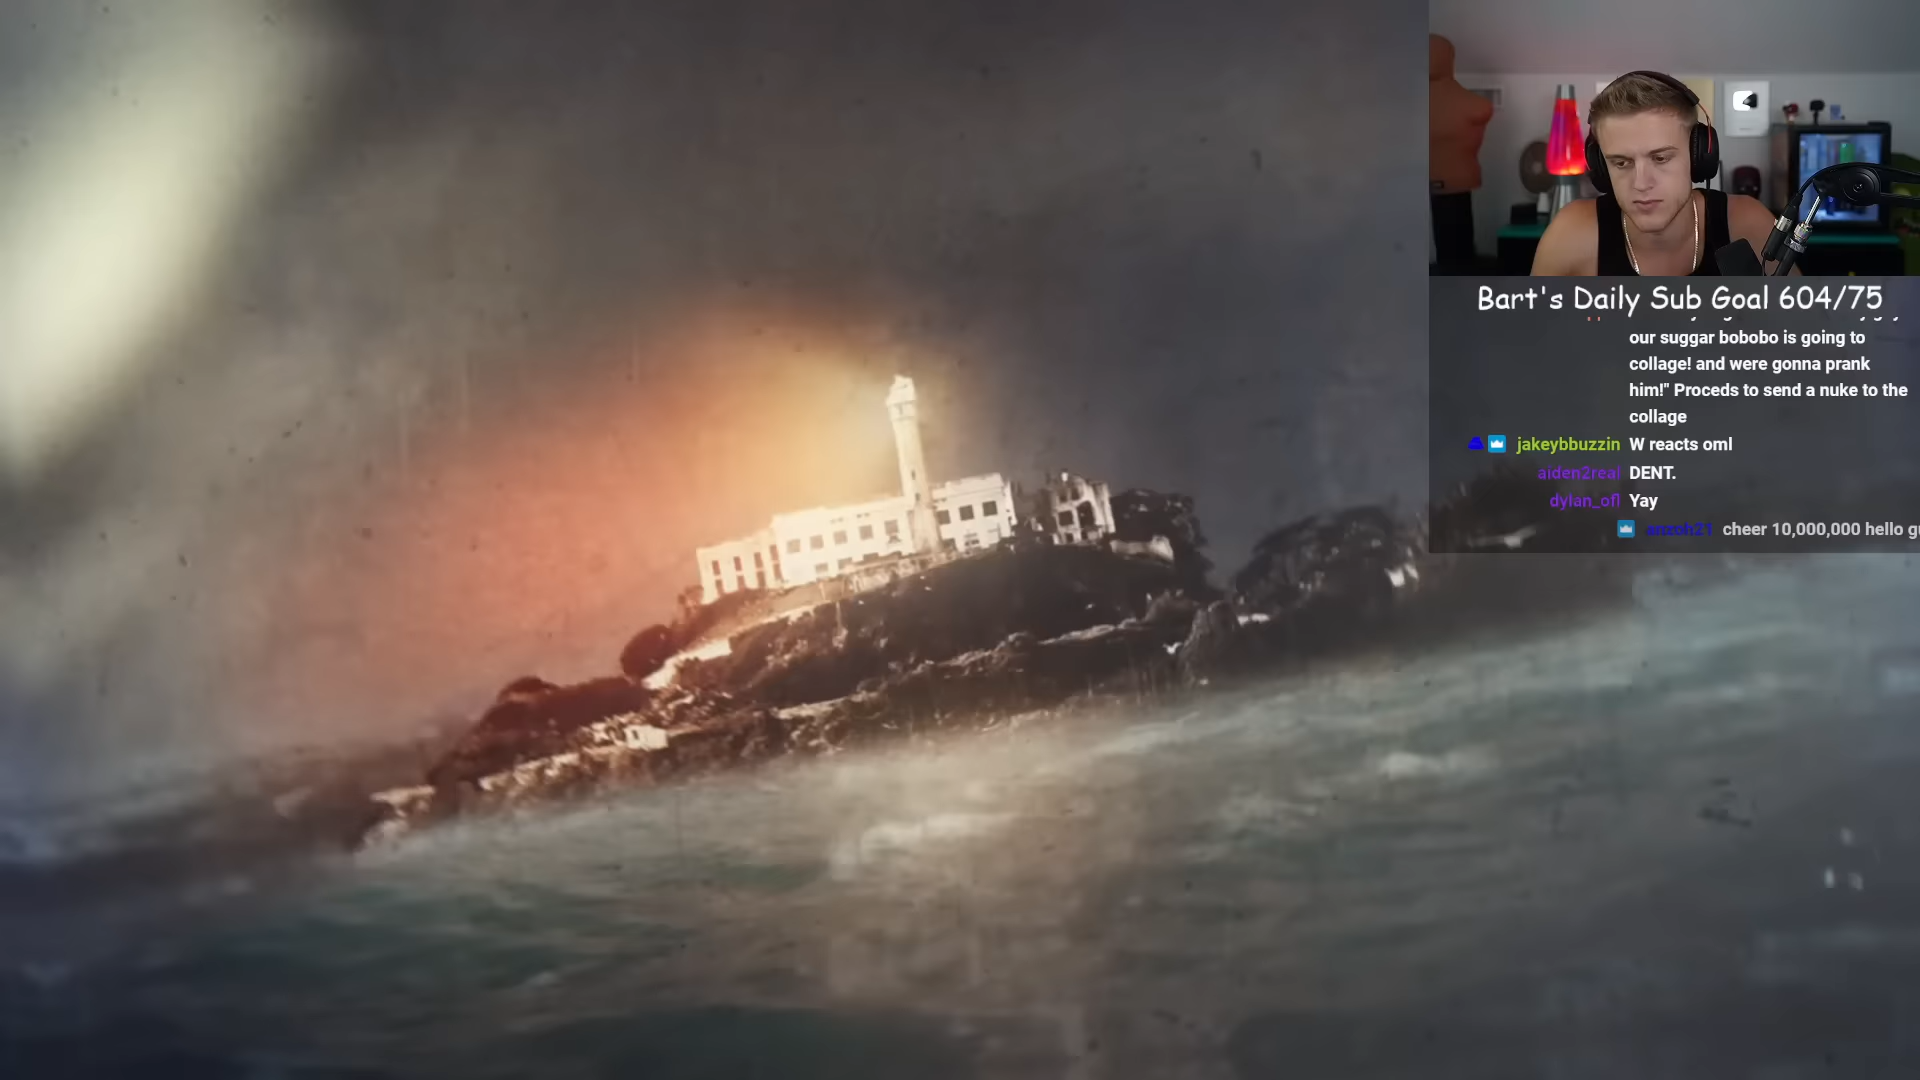 Bart's Daily Sub Goal 604/75
our suggar bobobo is going to
collage! and were gonna prank
him!" Proceds to send a nuke to the
collage
jakeybbuzzin W reacts oml
aiden2real DENT.
dylan_ofl Yay
cheer 10,000,000 hello